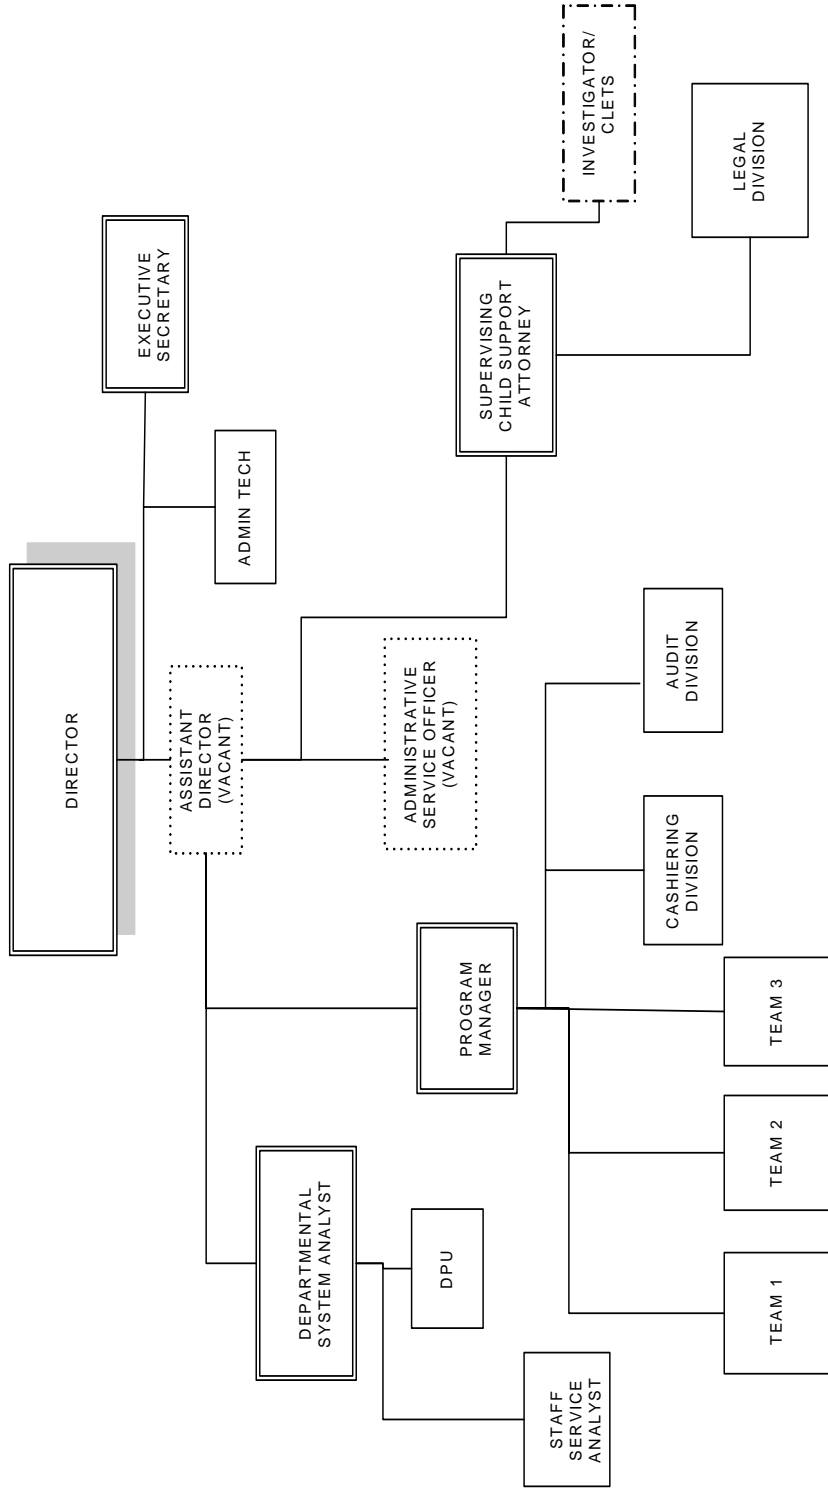 DIRECTOR
EXECUTIVE
SECRETARY
ADMIN TECH
ASSISTANT
DIRECTOR
(VACANT)
ADMINISTRATIVE
SERVICE OFFICER
(VACANT)
DEPARTMENTAL
SYSTEM ANALYST
PROGRAM
MANAGER
SUPERVISING
CHILD SUPPORT
ATTORNEY
INVESTIGATOR/
CLETS
DPU
STAFF
SERVICE
ANALYST
CASHIERING
DIVISION
AUDIT
DIVISION
LEGAL
DIVISION
TEAM 1
TEAM 2
TEAM 3